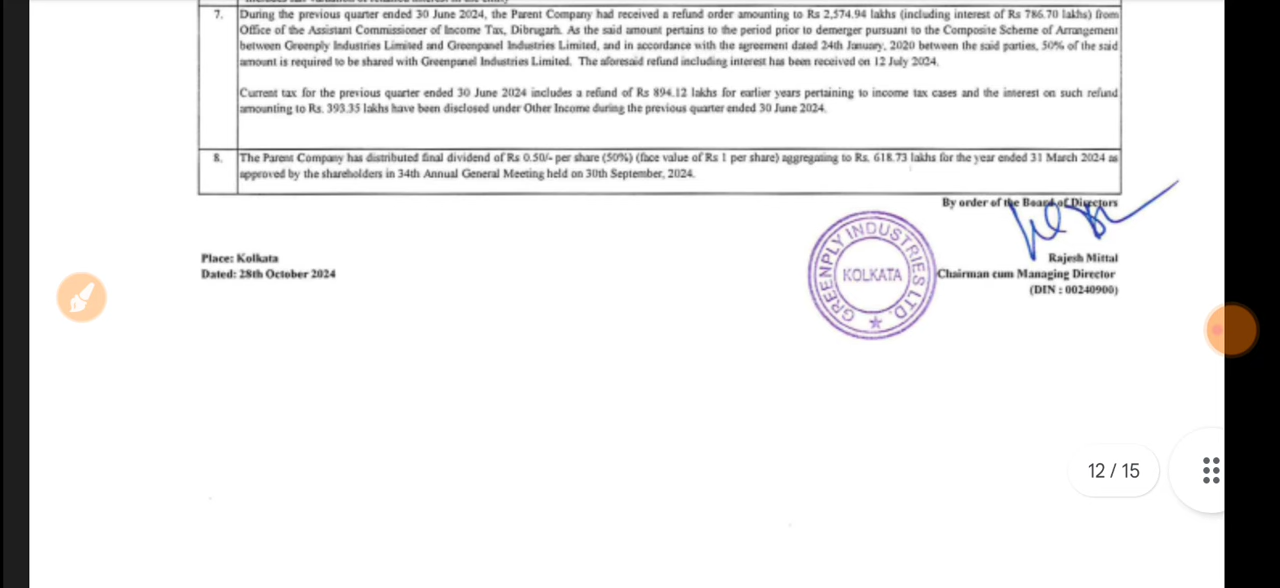 7. During the previous quarter ended 30 June 2024, the Parent Company had received a refund order amounting to Rs 2,574.94 lakhs (including interest of Rs 786.70 lakhs) from
Office of the Assistant Commissioner of Income Tax, Dibrugarh. As the said amount pertains to the period prior to demerger pursuant to the Composite Scheme of Arrangement
between Greenply Industries Limited and Greenpanel Industries Limited, and in accordance with the agreement dated 24th January, 2020 between the said parties, 50% of the said
amount is required to be shared with Greenpanel Industries Limited. The aforesaid refund including interest has been received on 12 July 2024.
Current tax for the previous quarter ended 30 June 2024 includes a refund of Rs 894.12 lakhs for earlier years pertaining to income tax cases and the interest on such refund
amounting to Rs. 393.35 lakhs have been disclosed under Other Income during the previous quarter ended 30 June 2024.
8. The Parent Company has distributed final dividend of Rs 0.50/- per share (50%) (face value of Rs 1 per share) aggregating to Rs. 618.73 lakhs for the year ended 31 March 2024 as
approved by the shareholders in 34th Annual General Meeting held on 30th September, 2024.
By order of the Board of Directors
Place: Kolkata
Dated: 28th October 2024
GREENPLY INDUSTRIES LTD.
KOLKATA
Rajesh Mittal
Chairman cum Managing Director
(DIN : 00240900)
12 / 15